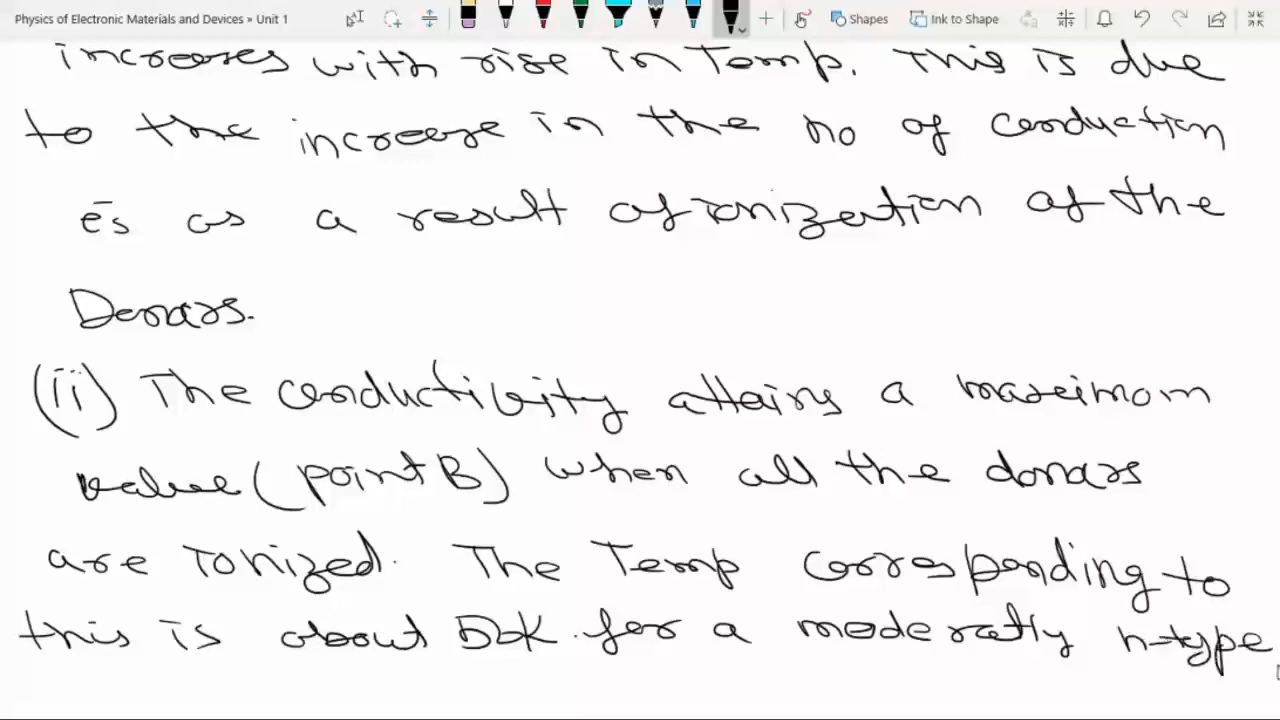 Physics of Electronic Materials and Devices » Unit 1
Shapes
Ink to Shape
increases with rise in Temp. This is due
to the increase in the no of conduction
ēs as a result of ionization of the
Donars.
(ii) The conductivity attains a maximum
value (point B) when all the donars
are Ionized. The Temp corresponding to
this is about 50K for a moderatly n-type